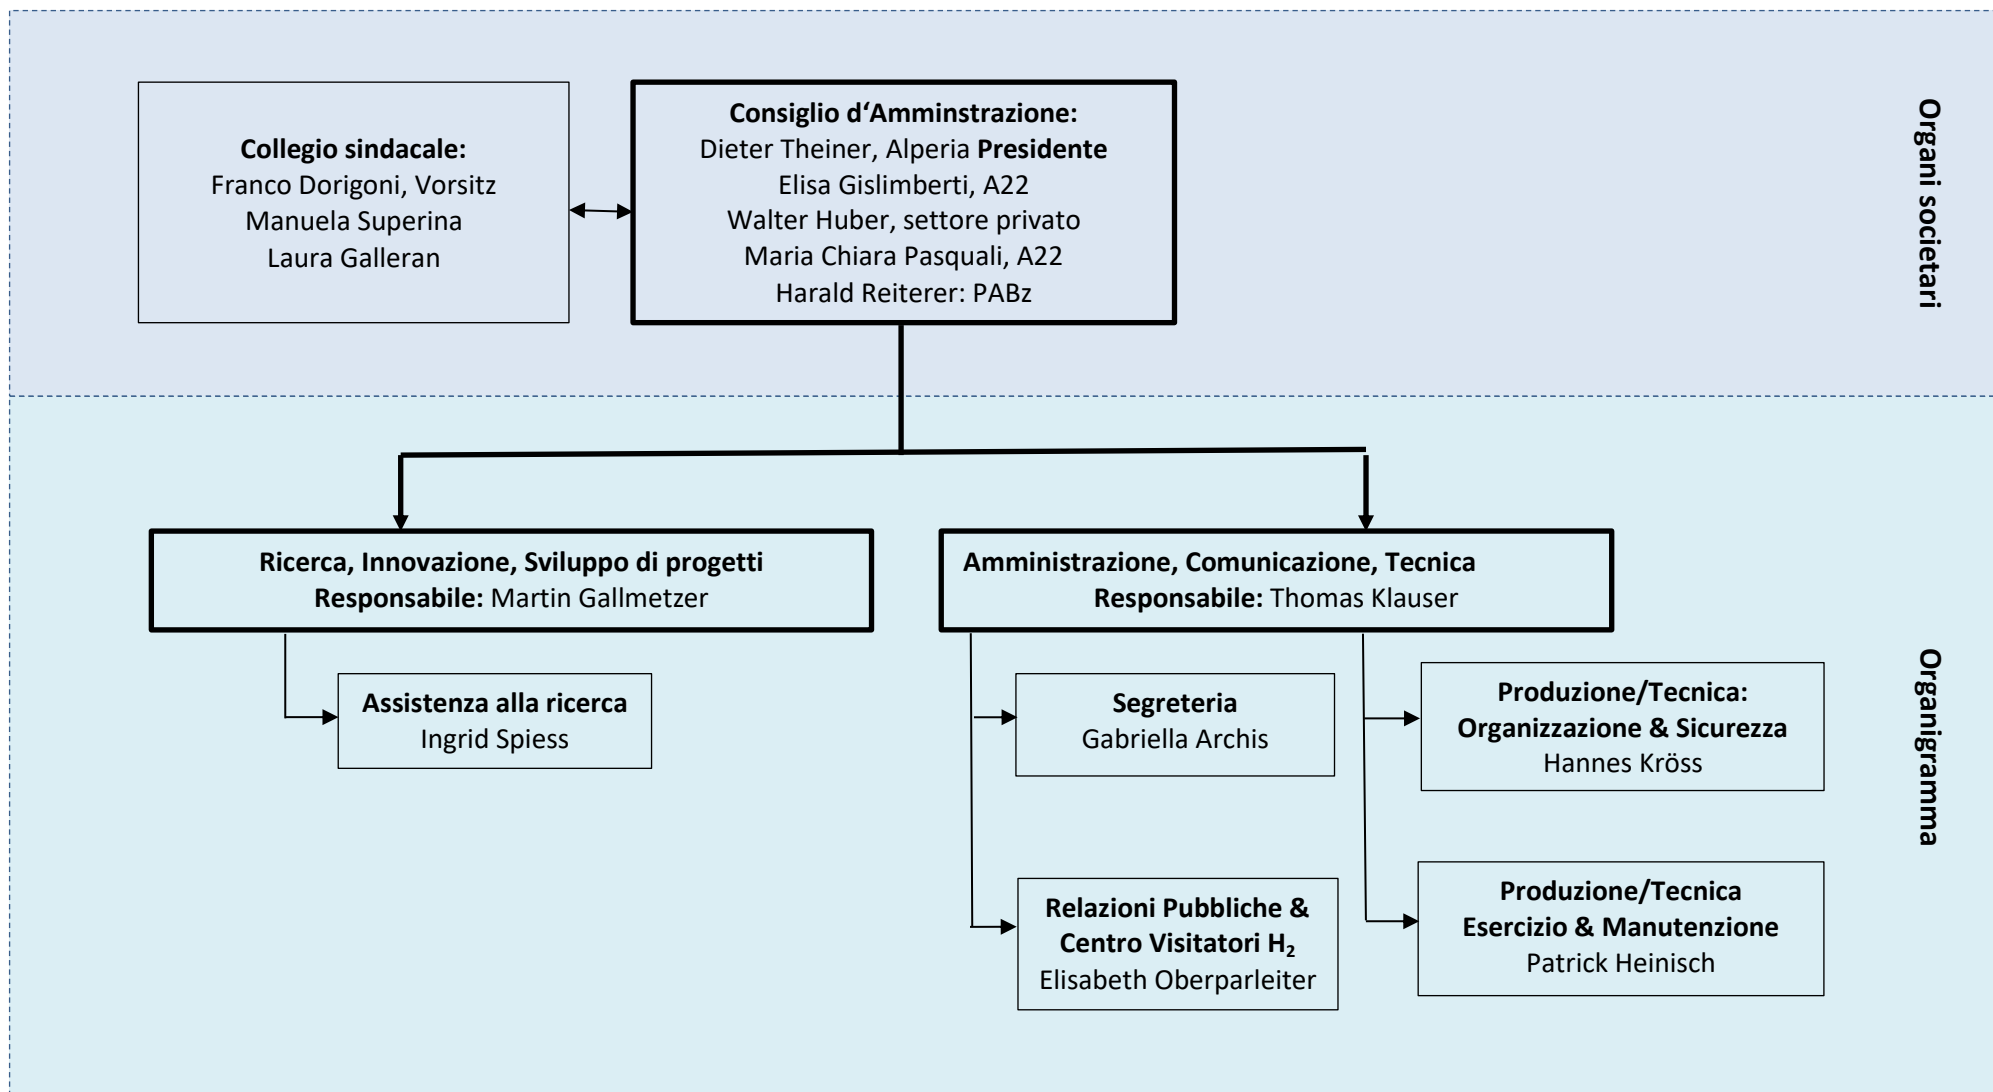 Collegio sindacale:
Franco Dorigoni, Vorsitz
Manuela Superina
Laura Galleran
Consiglio d‘Amminstrazione:
Dieter Theiner, Alperia Presidente
Elisa Gislimberti, A22
Walter Huber, settore privato
Maria Chiara Pasquali, A22
Harald Reiterer: PABz
Organi societari
Ricerca, Innovazione, Sviluppo di progetti
Responsabile: Martin Gallmetzer
Amministrazione, Comunicazione, Tecnica
Responsabile: Thomas Klauser
Assistenza alla ricerca
Ingrid Spiess
Segreteria
Gabriella Archis
Produzione/Tecnica:
Organizzazione & Sicurezza
Hannes Kröss
Relazioni Pubbliche &
Centro Visitatori H₂
Elisabeth Oberparleiter
Produzione/Tecnica
Esercizio & Manutenzione
Patrick Heinisch
Organigramma